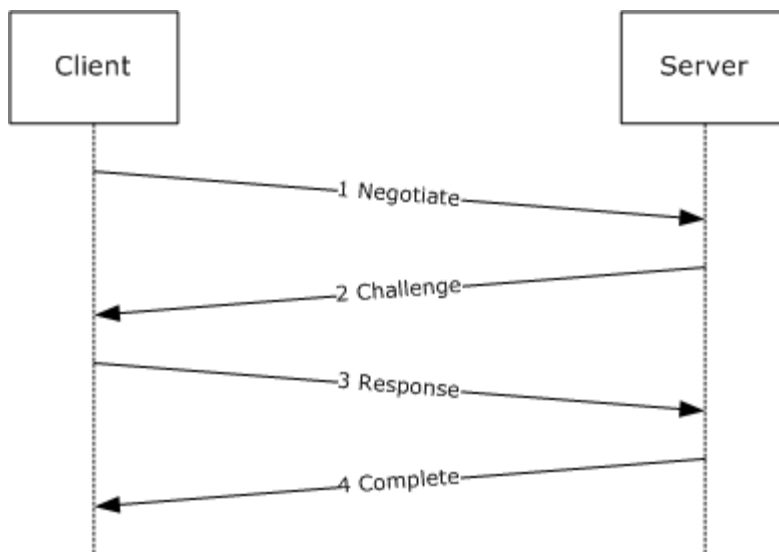 Client
Server
1 Negotiate
2 Challenge
3 Response
4 Complete